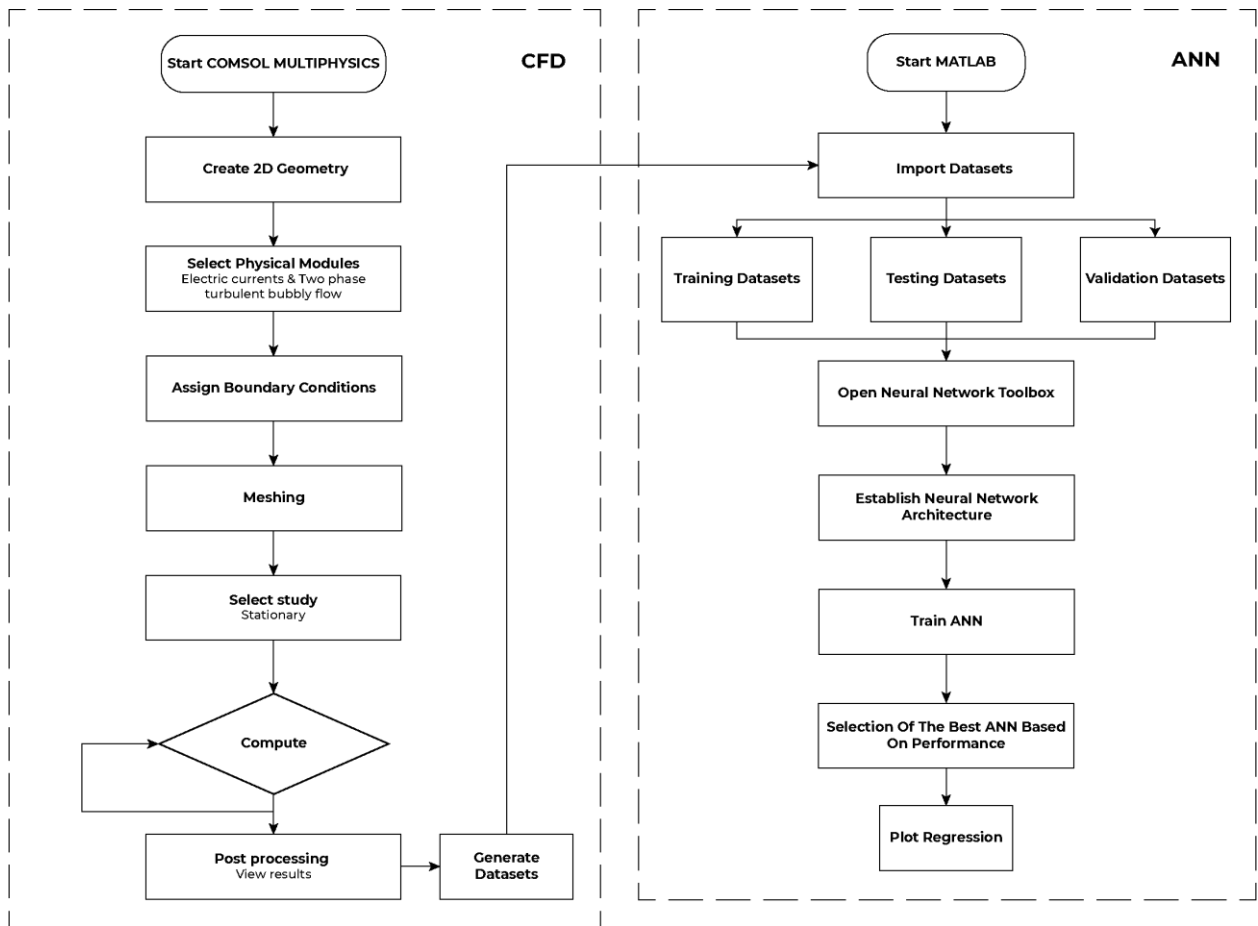 CFD
Start COMSOL MULTIPHYSICS
Create 2D Geometry
Select Physical Modules
Electric currents & Two phase
turbulent bubbly flow
Assign Boundary Conditions
Meshing
Select study
Stationary
Compute
Post processing
View results
Generate
Datasets
ANN
Start MATLAB
Import Datasets
Training Datasets
Testing Datasets
Validation Datasets
Open Neural Network Toolbox
Establish Neural Network
Architecture
Train ANN
Selection Of The Best ANN Based
On Performance
Plot Regression